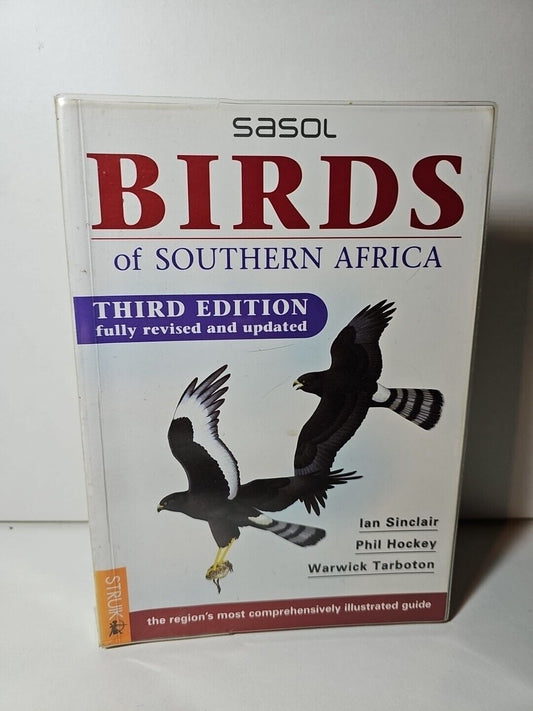 sasol
BIRDS
of SOUTHERN AFRICA
THIRD EDITION
fully revised and updated
Ian Sinclair
Phil Hockey
Warwick Tarboton
STRUIK
the region's most comprehensively illustrated guide